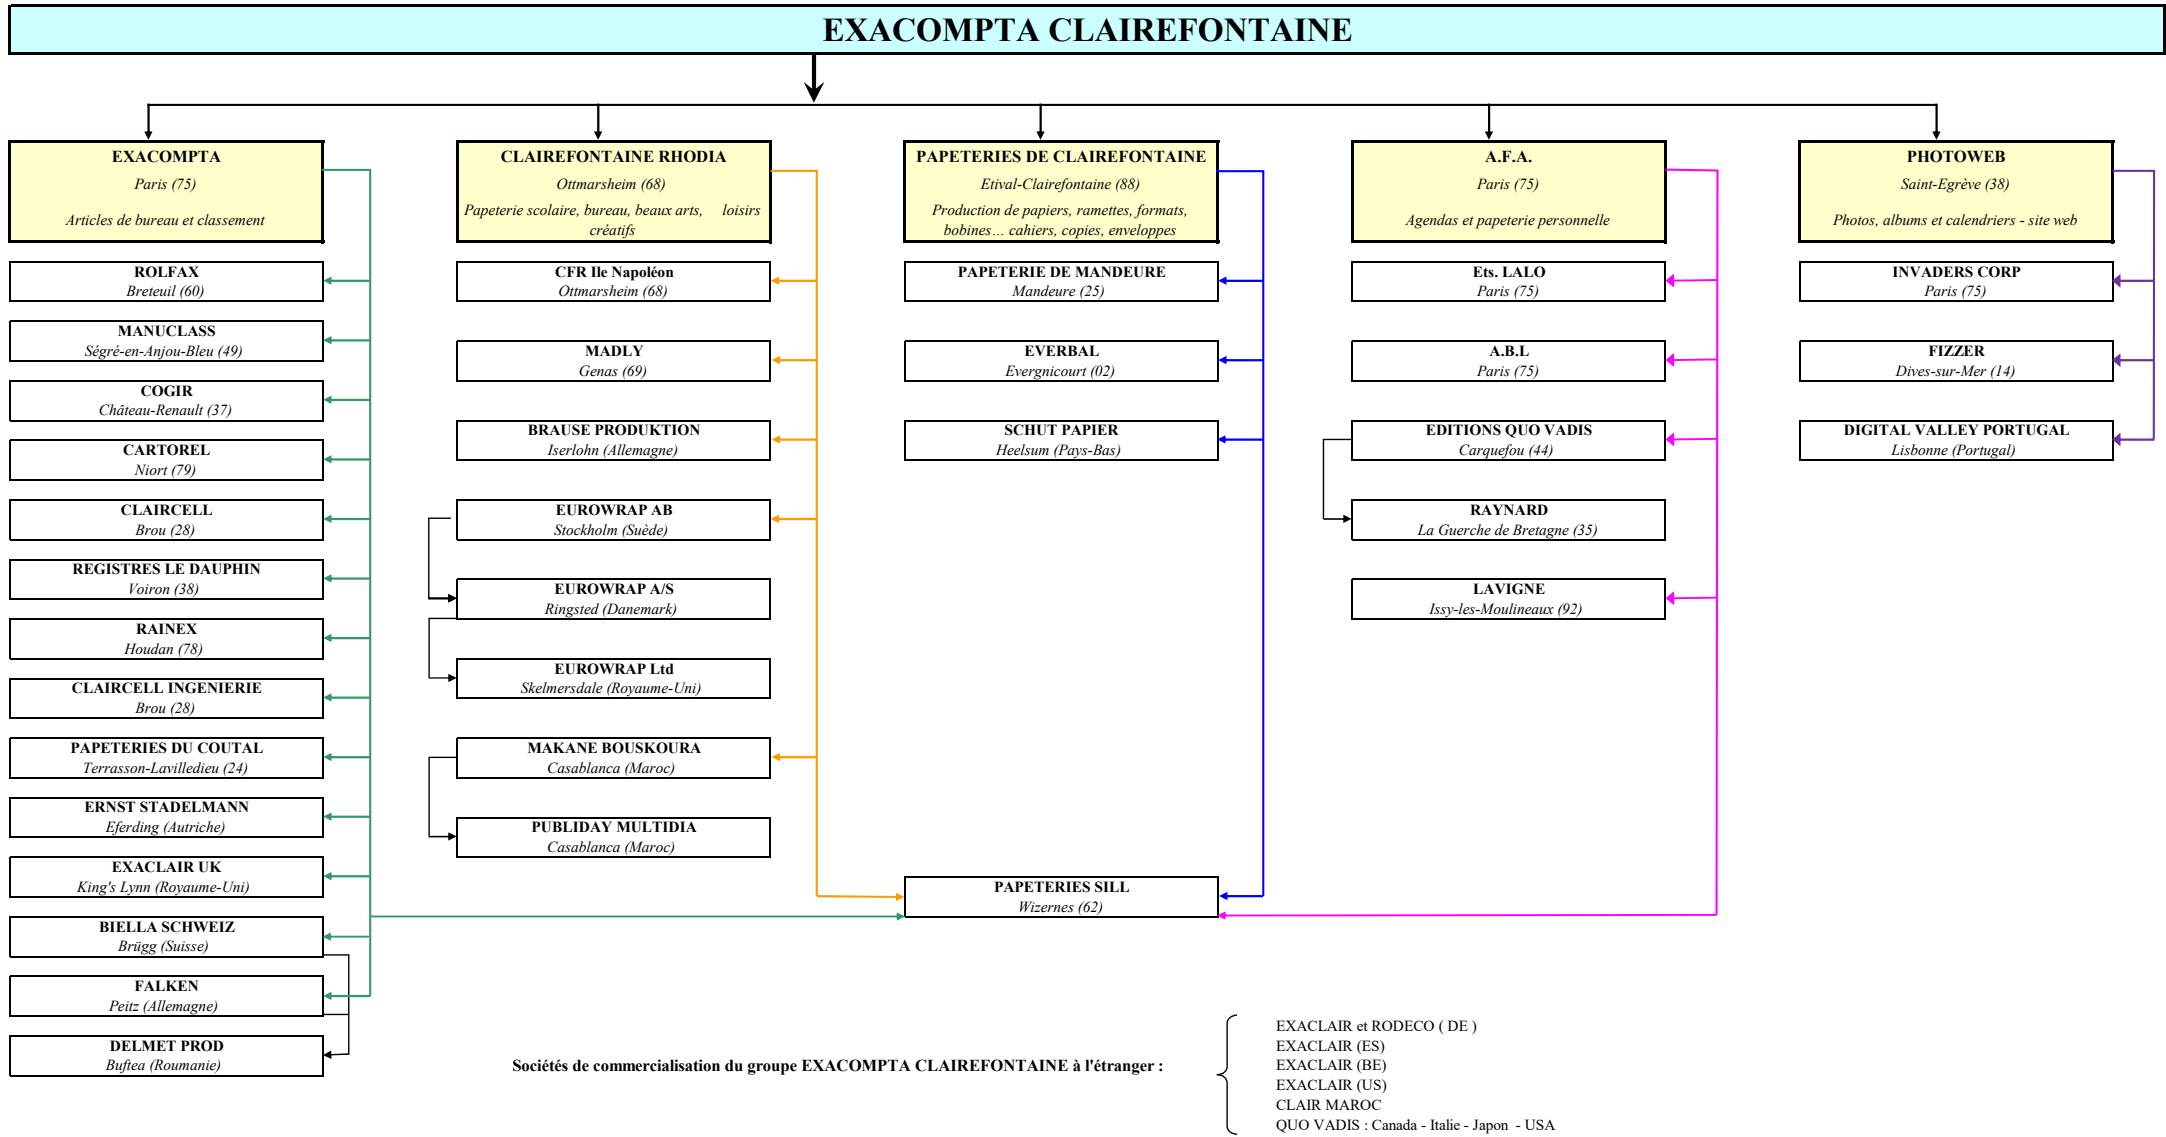 EXACOMPTA CLAIREFONTAINE
EXACOMPTA
Paris (75)
Articles de bureau et classement
ROLFAX
Breteuil (60)
MANUCLASS
Ségré-en-Anjou-Bleu (49)
COGIR
Château-Renault (37)
CARTOREL
Niort (79)
CLAIRCELL
Brou (28)
REGISTRES LE DAUPHIN
Voiron (38)
RAINEX
Houdan (78)
CLAIRCELL INGENIERIE
Brou (28)
PAPETERIES DU COUTAL
Terrasson-Lavilledieu (24)
ERNST STADELMANN
Eferding (Autriche)
EXACLAIR UK
King's Lynn (Royaume-Uni)
BIELLA SCHWEIZ
Brügg (Suisse)
FALKEN
Peitz (Allemagne)
DELMET PROD
Buftea (Roumanie)
CLAIREFONTAINE RHODIA
Ottmarsheim (68)
Papeterie scolaire, bureau, beaux arts, loisirs
créatifs
CFR Ile Napoléon
Ottmarsheim (68)
MADLY
Genas (69)
BRAUSE PRODUKTION
Iserlohn (Allemagne)
EUROWRAP AB
Stockholm (Suède)
EUROWRAP A/S
Ringsted (Danemark)
EUROWRAP Ltd
Skelmersdale (Royaume-Uni)
MAKANE BOUSKOURA
Casablanca (Maroc)
PUBLIDAY MULTIDIA
Casablanca (Maroc)
PAPETERIES DE CLAIREFONTAINE
Etival-Clairefontaine (88)
Production de papiers, ramettes, formats,
bobines… cahiers, copies, enveloppes
PAPETERIE DE MANDEURE
Mandeure (25)
EVERBAL
Evergnicourt (02)
SCHUT PAPIER
Heelsum (Pays-Bas)
PAPETERIES SILL
Wizernes (62)
A.F.A.
Paris (75)
Agendas et papeterie personnelle
Ets. LALO
Paris (75)
A.B.L
Paris (75)
EDITIONS QUO VADIS
Carquefou (44)
RAYNARD
La Guerche de Bretagne (35)
LAVIGNE
Issy-les-Moulineaux (92)
PHOTOWEB
Saint-Egrève (38)
Photos, albums et calendriers - site web
INVADERS CORP
Paris (75)
FIZZER
Dives-sur-Mer (14)
DIGITAL VALLEY PORTUGAL
Lisbonne (Portugal)
Sociétés de commercialisation du groupe EXACOMPTA CLAIREFONTAINE à l'étranger :
EXACLAIR et RODECO ( DE )
EXACLAIR (ES)
EXACLAIR (BE)
EXACLAIR (US)
CLAIR MAROC
QUO VADIS : Canada - Italie - Japon - USA